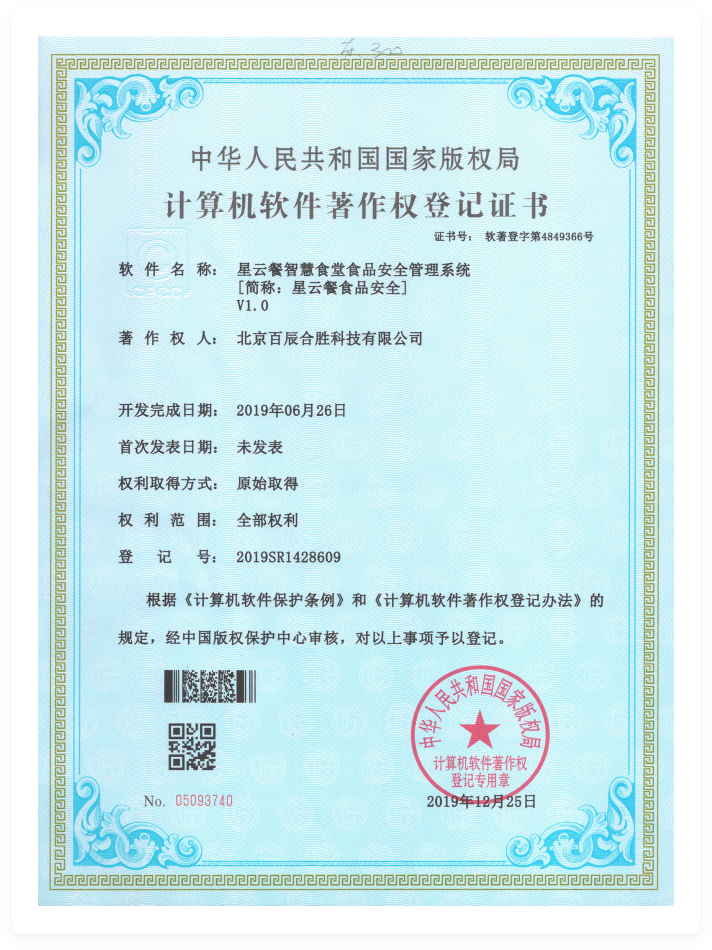 中华人民共和国国家版权局
计算机软件著作权登记证书
证书号： 软著登字第4849366号
软件名称： 星云餐智慧食堂食品安全管理系统
[简称：星云餐食品安全]
V1.0
著作权人： 北京百辰合胜科技有限公司
开发完成日期： 2019年06月26日
首次发表日期： 未发表
权利取得方式： 原始取得
权利范围： 全部权利
登记号： 2019SR1428609
根据《计算机软件保护条例》和《计算机软件著作权登记办法》的
规定，经中国版权保护中心审核，对以上事项予以登记。
中华人民共和国国家版权局
计算机软件著作权
登记专用章
No. 05093740
2019年12月25日